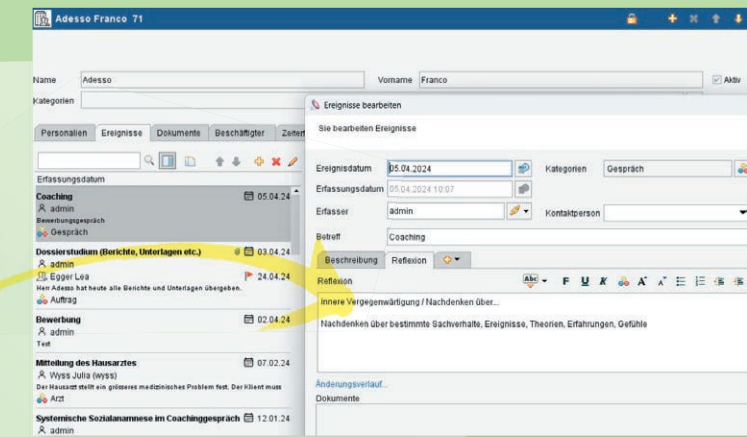 Adesso Franco 71
Name Adesso Vorname Franco Aktiv
Kategorien
Personalien Ereignisse Dokumente Beschäftigter
Erfassungsdatum
Coaching 05.04.24
admin
Bewerbungsgespräch
Gespräch
Dossierstudium (Berichte, Unterlagen etc.) 03.04.24
admin
Egger Lea 24.04.24
Herr Adesso hat heute alle Berichte und Unterlagen übergeben.
Auftrag
Bewerbung 02.04.24
admin
Test
Mitteilung des Hausarztes 07.02.24
Wyss Julia (wyss)
Der Hausarzt stellt ein grösseres medizinisches Problem fest. Der Klient muss
Arzt
Systemische Sozialanamnese im Coachinggespräch 12.01.24
admin
Ereignisse bearbeiten
Sie bearbeiten Ereignisse
Ereignisdatum 05.04.2024 Kategorien Gespräch
Erfassungsdatum 05.04.2024 10:07
Erfasser admin Kontaktperson
Betreff Coaching
Beschreibung Reflexion
Reflexion Abc F U K A A
Innere Vergegenwärtigung / Nachdenken über...
Nachdenken über bestimmte Sachverhalte, Ereignisse, Theorien, Erfahrungen, Gefühle
Änderungsverlauf...
Dokumente